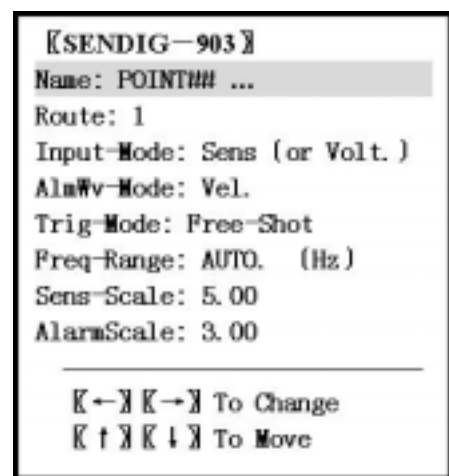 〖SENDIG－903〗
Name: POINT## ...
Route: 1
Input-Mode: Sens (or Volt.)
AlmWv-Mode: Vel.
Trig-Mode: Free-Shot
Freq-Range: AUTO. (Hz)
Sens-Scale: 5.00
AlarmScale: 3.00
〖←〗〖→〗 To Change
〖↑〗〖↓〗 To Move